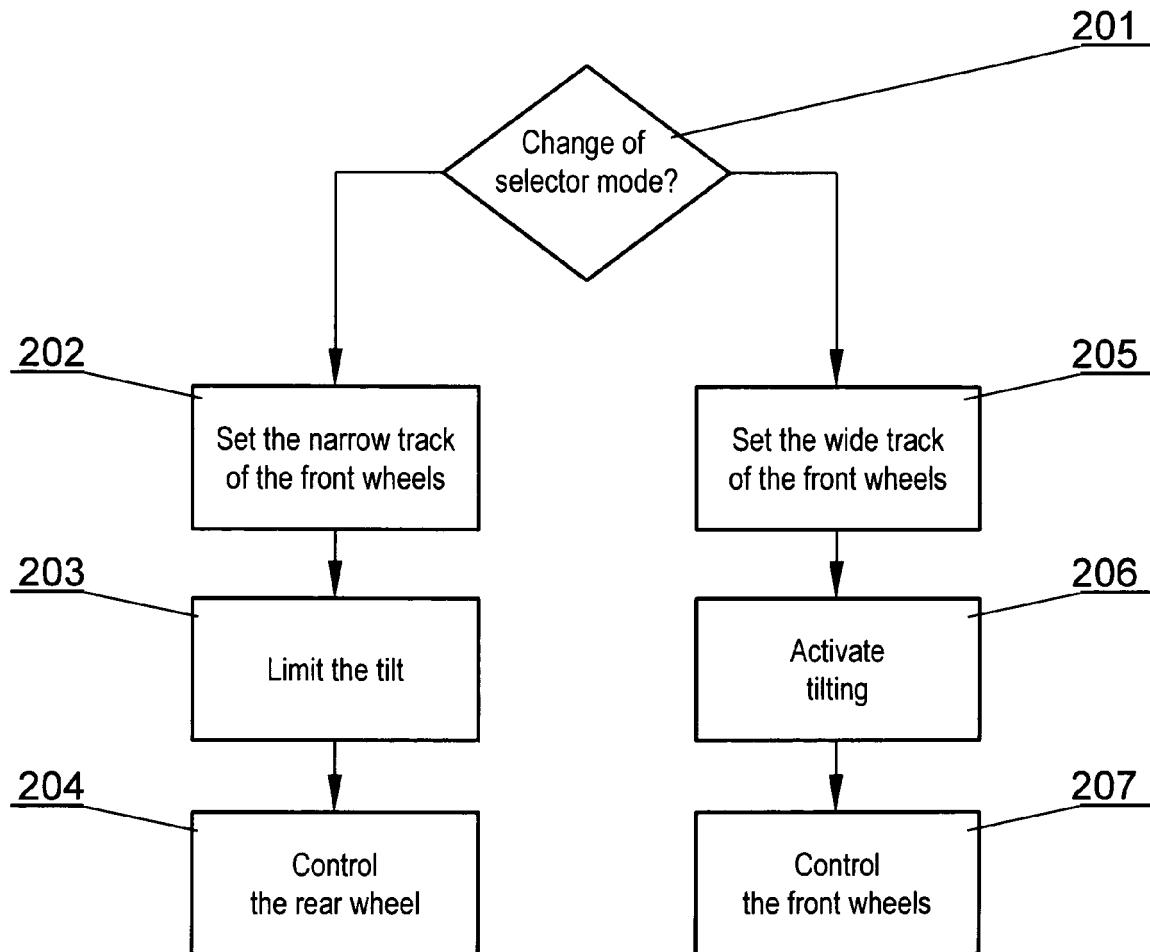 201
Change of
selector mode?
202
205
Set the narrow track
of the front wheels
Set the wide track
of the front wheels
203
206
Limit the tilt
Activate
tilting
204
207
Control
the rear wheel
Control
the front wheels